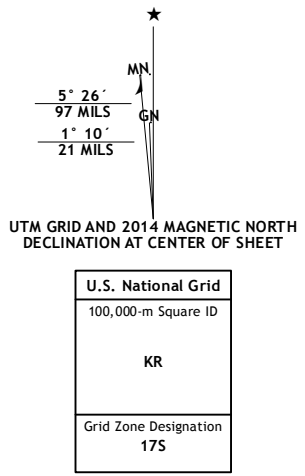 MN.
5° 26´
97 MILS
GN
1° 10´
21 MILS
UTM GRID AND 2014 MAGNETIC NORTH
DECLINATION AT CENTER OF SHEET
U.S. National Grid
100,000-m Square ID
KR
Grid Zone Designation
17S